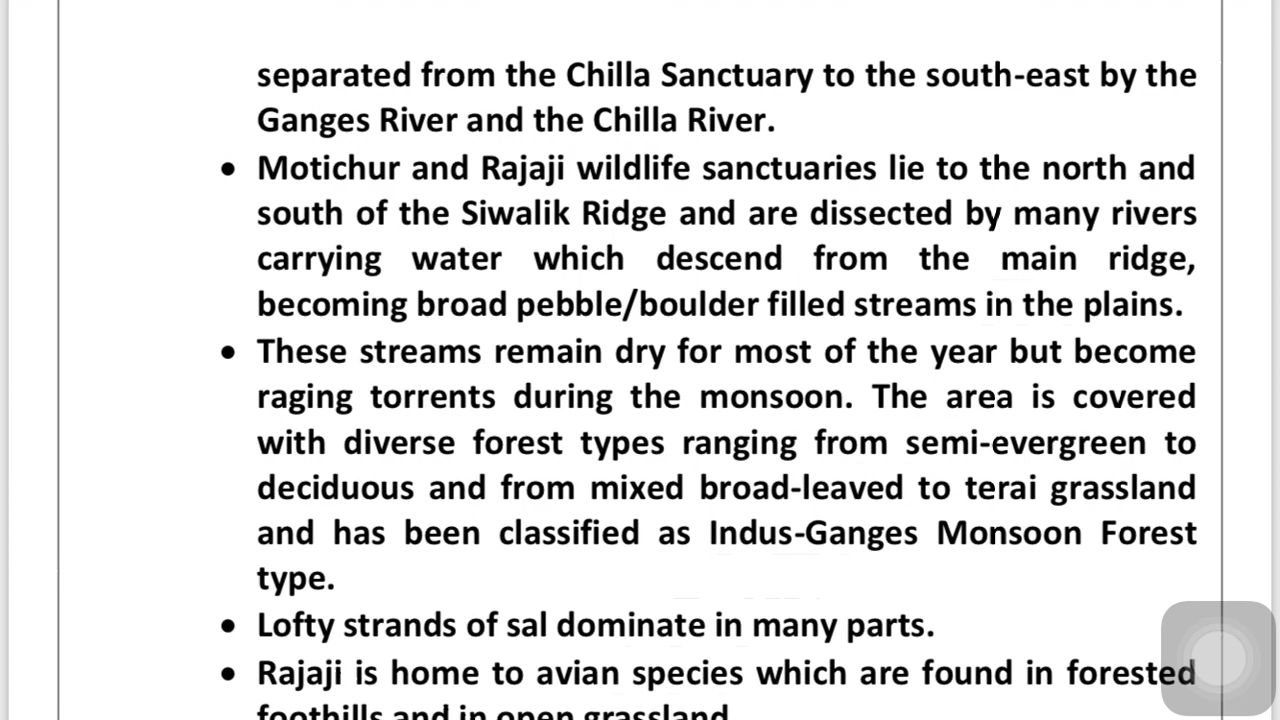 separated from the Chilla Sanctuary to the south-east by the
Ganges River and the Chilla River.
• Motichur and Rajaji wildlife sanctuaries lie to the north and
south of the Siwalik Ridge and are dissected by many rivers
carrying water which descend from the main ridge,
becoming broad pebble/boulder filled streams in the plains.
• These streams remain dry for most of the year but become
raging torrents during the monsoon. The area is covered
with diverse forest types ranging from semi-evergreen to
deciduous and from mixed broad-leaved to terai grassland
and has been classified as Indus-Ganges Monsoon Forest
type.
• Lofty strands of sal dominate in many parts.
• Rajaji is home to avian species which are found in forested
foothills and in open grassland.